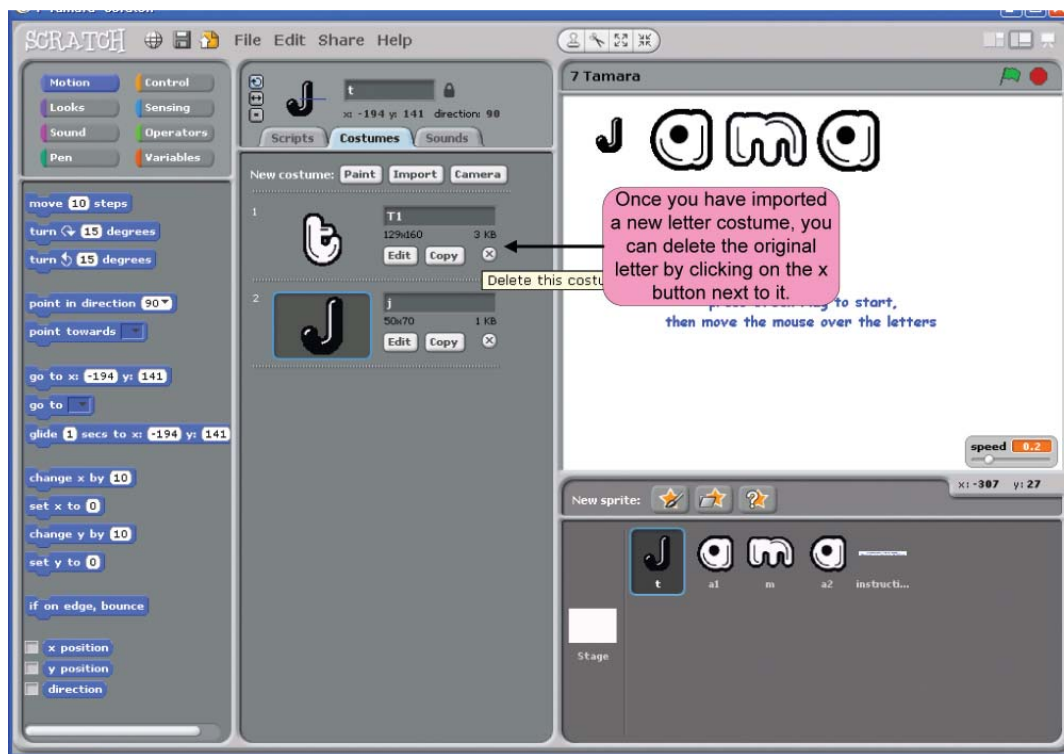 SCRATCH File Edit Share Help
Motion Control
Looks Sensing
Sound Operators
Pen Variables
move 10 steps
turn 15 degrees
turn 15 degrees
point in direction 90
point towards
go to x: -194 y: 141
go to
glide 1 secs to x: -194 y: 141
change x by 10
set x to 0
change y by 10
set y to 0
if on edge, bounce
x position
y position
direction
t
x: -194 y: 141 direction: 90
Scripts Costumes Sounds
New costume: Paint Import Camera
1
t
T1
129x160 3 KB
Edit Copy
Delete this costu
2
J
j
50x70 1 KB
Edit Copy
7 Tamara
J a m a
Once you have imported
a new letter costume, you
can delete the original
letter by clicking on the x
button next to it.
to start,
then move the mouse over the letters
speed 0.2
x: -307 y: 27
New sprite:
J a m a
t a1 m a2 instructi...
Stage